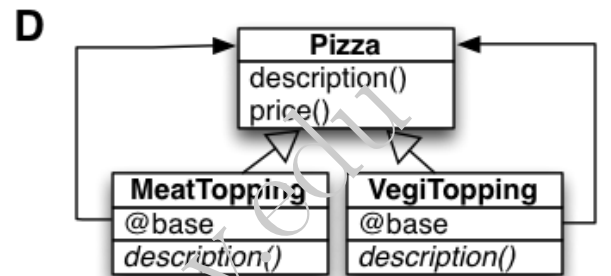 D
Pizza
description()
price()
MeatTopping
VegiTopping
@base
@base
description()
description()